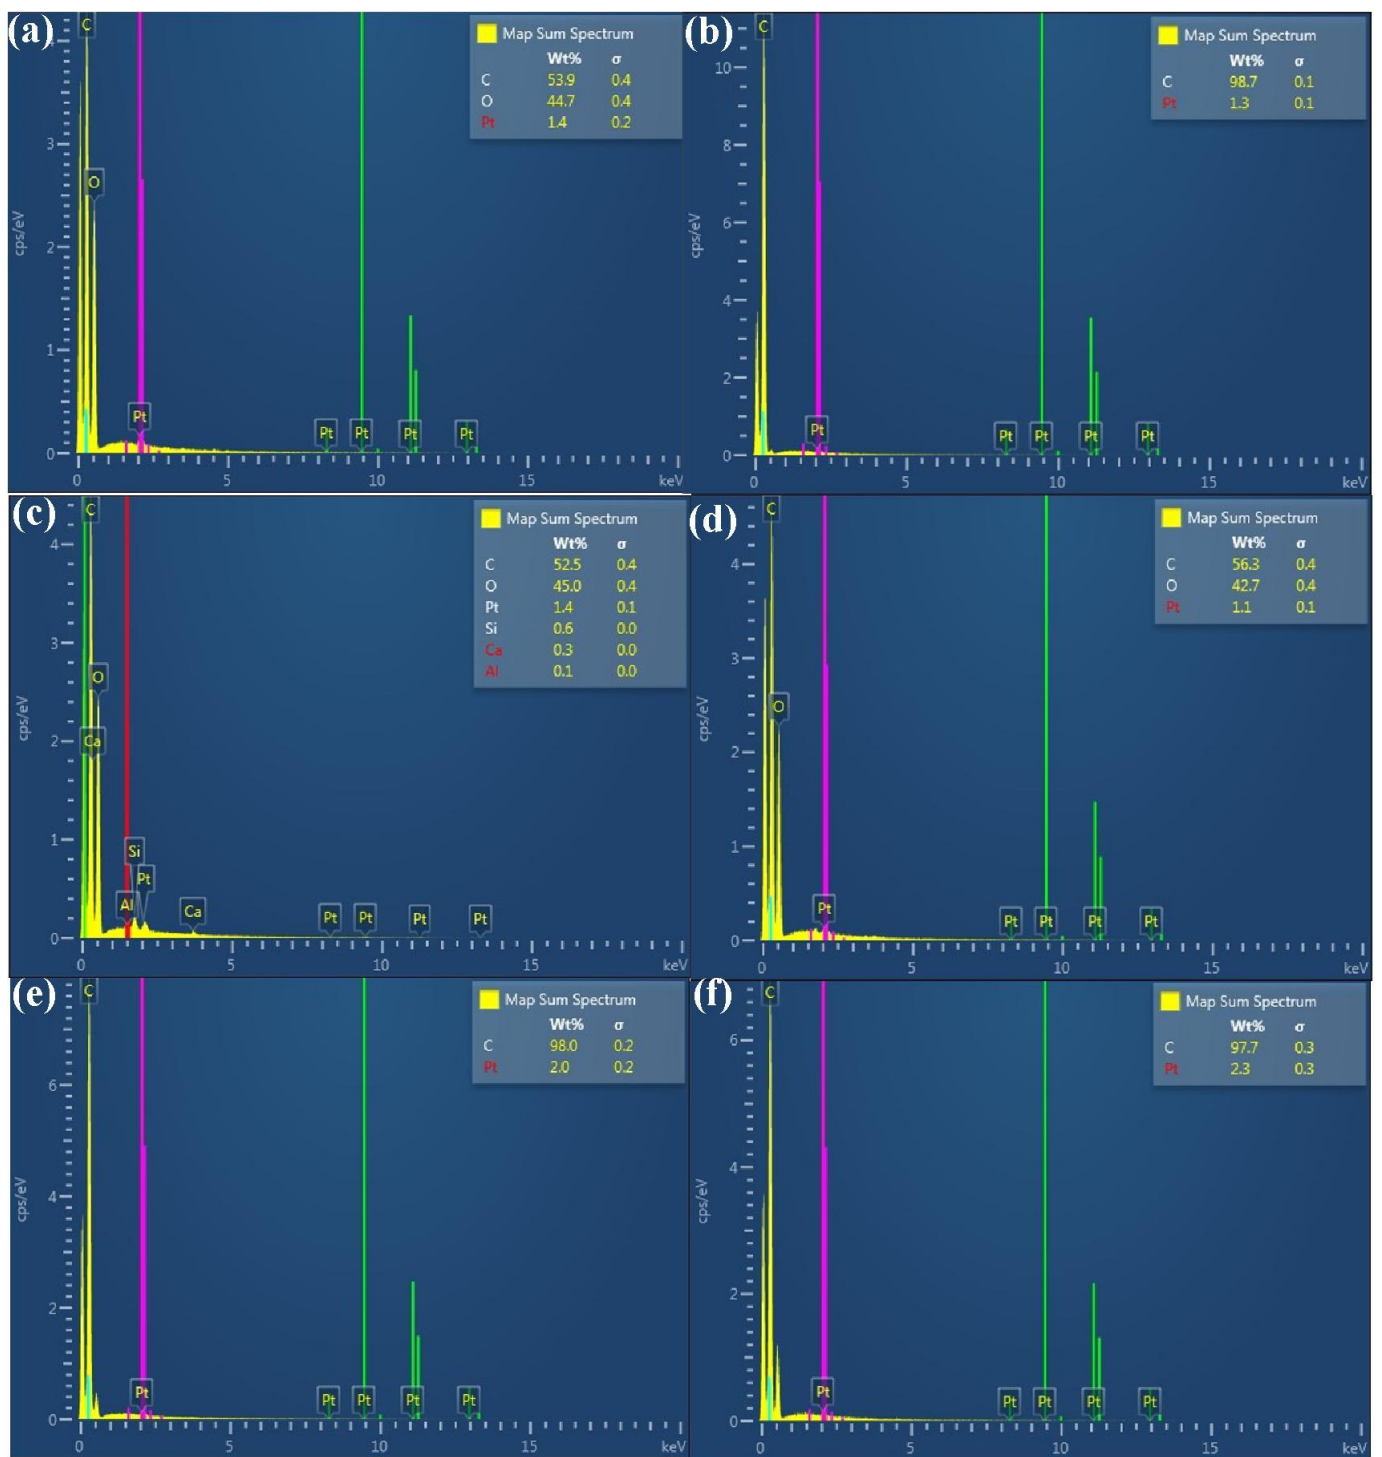 (a)
C
4
Map Sum Spectrum
Wt% σ
C 53.9 0.4
O 44.7 0.4
Pt 1.4 0.2
3
O
cps/eV
2
1
Pt
Pt Pt Pt Pt
0
0 5 10 15 keV
(b)
C
10
Map Sum Spectrum
Wt% σ
C 98.7 0.1
Pt 1.3 0.1
8
6
cps/eV
4
2
Pt
Pt Pt Pt Pt
0
0 5 10 15 keV
(c)
C
4
Map Sum Spectrum
Wt% σ
C 52.5 0.4
O 45.0 0.4
Pt 1.4 0.1
Si 0.6 0.0
Ca 0.3 0.0
Al 0.1 0.0
3
O
cps/eV
2
Ca
1
Si
Pt
Al
Ca
Pt Pt Pt Pt
0
0 5 10 15 keV
(d)
C
4
Map Sum Spectrum
Wt% σ
C 56.3 0.4
O 42.7 0.4
Pt 1.1 0.1
3
O
cps/eV
2
1
Pt
Pt Pt Pt Pt
0
0 5 10 15 keV
(e)
C
Map Sum Spectrum
Wt% σ
C 98.0 0.2
Pt 2.0 0.2
6
4
cps/eV
2
Pt
Pt Pt Pt Pt
0
0 5 10 15 keV
(f)
C
Map Sum Spectrum
Wt% σ
C 97.7 0.3
Pt 2.3 0.3
6
4
cps/eV
2
Pt
Pt Pt Pt Pt
0
0 5 10 15 keV